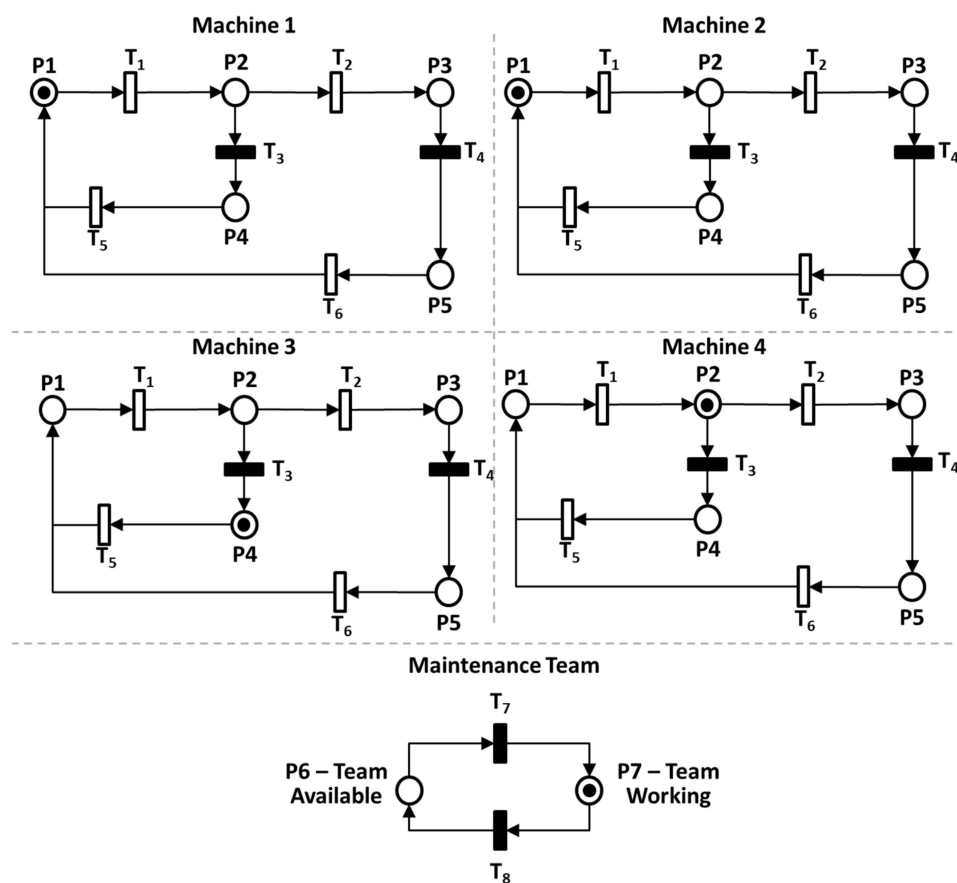 Machine 1
P1
T1
P2
T2
P3
T3
T4
P4
T5
P5
T6
Machine 2
P1
T1
P2
T2
P3
T3
T4
P4
T5
P5
T6
Machine 3
P1
T1
P2
T2
P3
T3
T4
P4
T5
P5
T6
Machine 4
P1
T1
P2
T2
P3
T3
T4
P4
T5
P5
T6
Maintenance Team
T7
P6 – Team
Available
P7 – Team
Working
T8